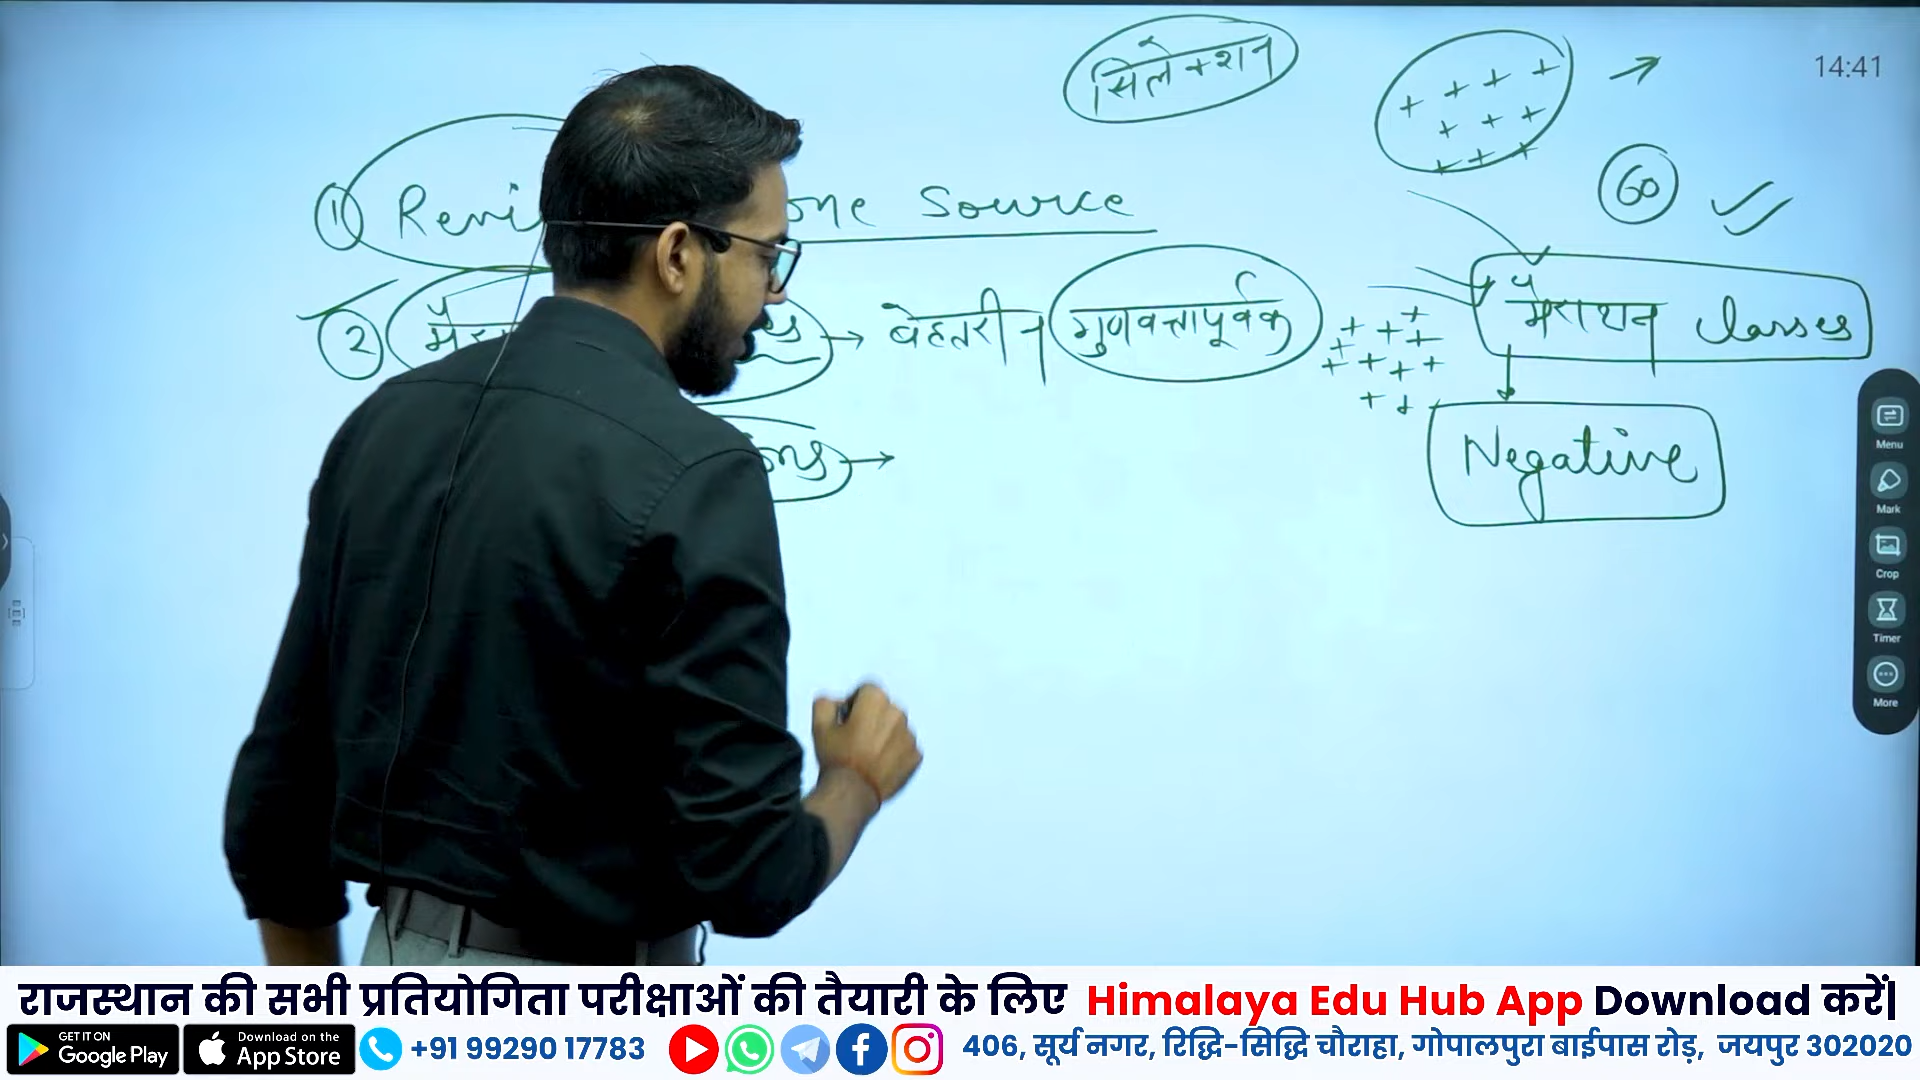 सिलेक्शन
14:41
60
① Revi one Source
② मैरा → बेहतरीन गुणवत्तापूर्वक
मैराथन Classes
→
Negative
Menu
Mark
Crop
Timer
More
राजस्थान की सभी प्रतियोगिता परीक्षाओं की तैयारी के लिए Himalaya Edu Hub App Download करें|
GET IT ON
Google Play
Download on the
App Store
+91 99290 17783
406, सूर्य नगर, रिद्धि-सिद्धि चौराहा, गोपालपुरा बाईपास रोड़, जयपुर 302020